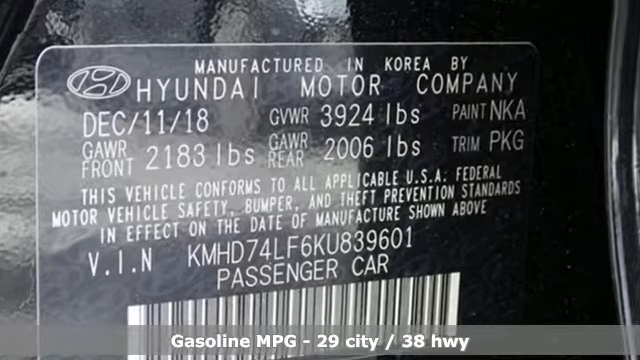 MANUFACTURED IN KOREA BY
HYUNDAI MOTOR COMPANY
DEC/11/18 GVWR 3924 lbs PAINT NKA
GAWR FRONT 2183 lbs GAWR REAR 2006 lbs TRIM PKG
THIS VEHICLE CONFORMS TO ALL APPLICABLE U.S.A. FEDERAL
MOTOR VEHICLE SAFETY, BUMPER, AND THEFT PREVENTION STANDARDS
IN EFFECT ON THE DATE OF MANUFACTURE SHOWN ABOVE
V.I.N KMHD74LF6KU839601
PASSENGER CAR
Gasoline MPG - 29 city / 38 hwy